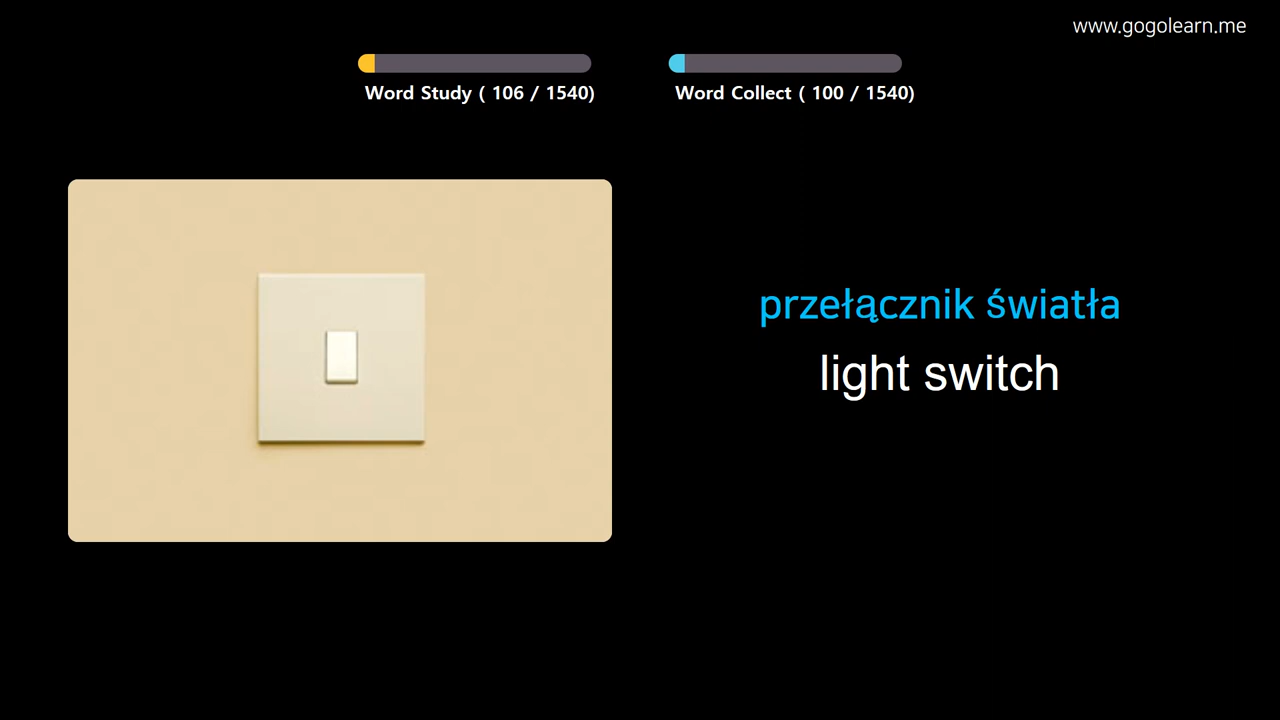 www.gogolearn.me
Word Study ( 106 / 1540)
Word Collect ( 100 / 1540)
przełącznik światła
light switch